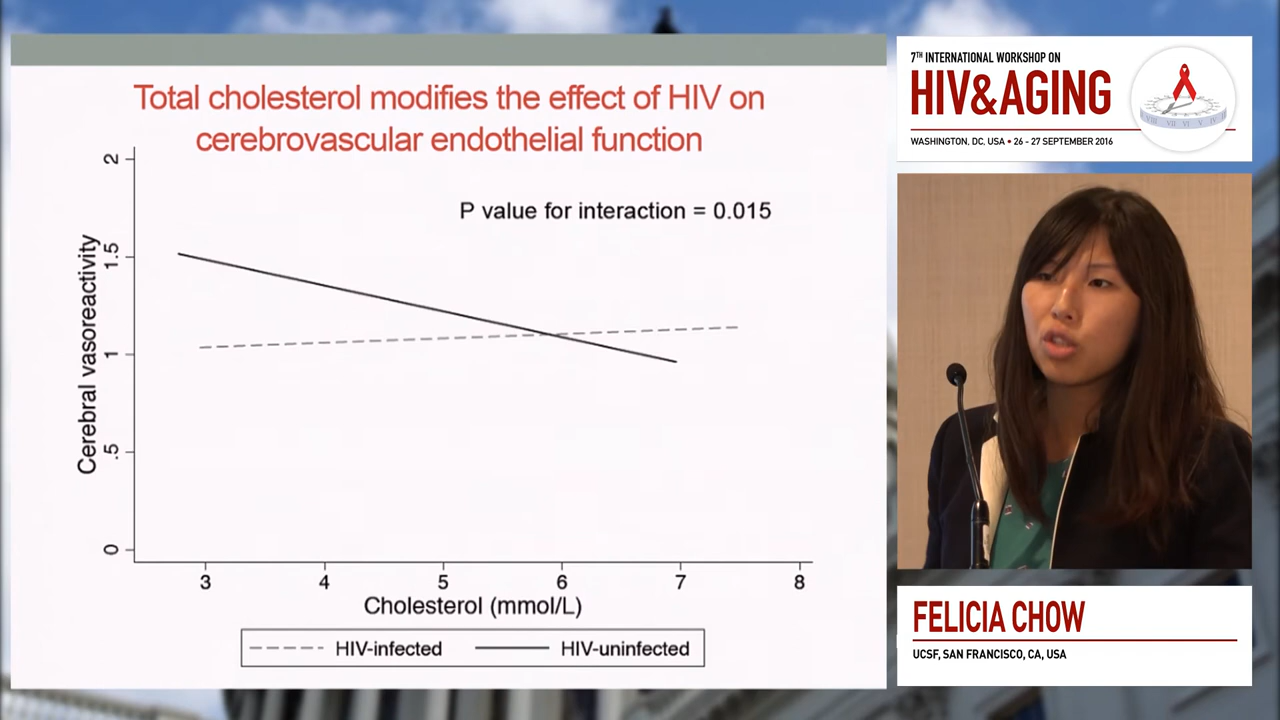 Total cholesterol modifies the effect of HIV on
cerebrovascular endothelial function
P value for interaction = 0.015
Cerebral vasoreactivity
2
1.5
1
.5
0
3 4 5 6 7 8
Cholesterol (mmol/L)
HIV-infected HIV-uninfected
7TH INTERNATIONAL WORKSHOP ON
HIV&AGING
WASHINGTON, DC, USA • 26 - 27 SEPTEMBER 2016
FELICIA CHOW
UCSF, SAN FRANCISCO, CA, USA